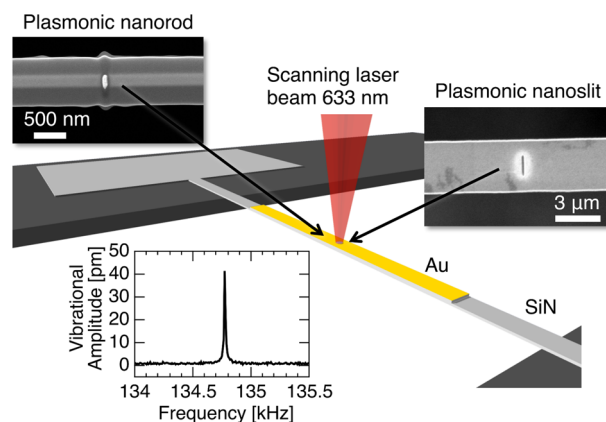 Plasmonic nanorod
500 nm
Scanning laser
beam 633 nm
Plasmonic nanoslit
3 µm
Au
SiN
Vibrational
Amplitude [pm]
50
40
30
20
10
0
134
134.5
135
135.5
Frequency [kHz]